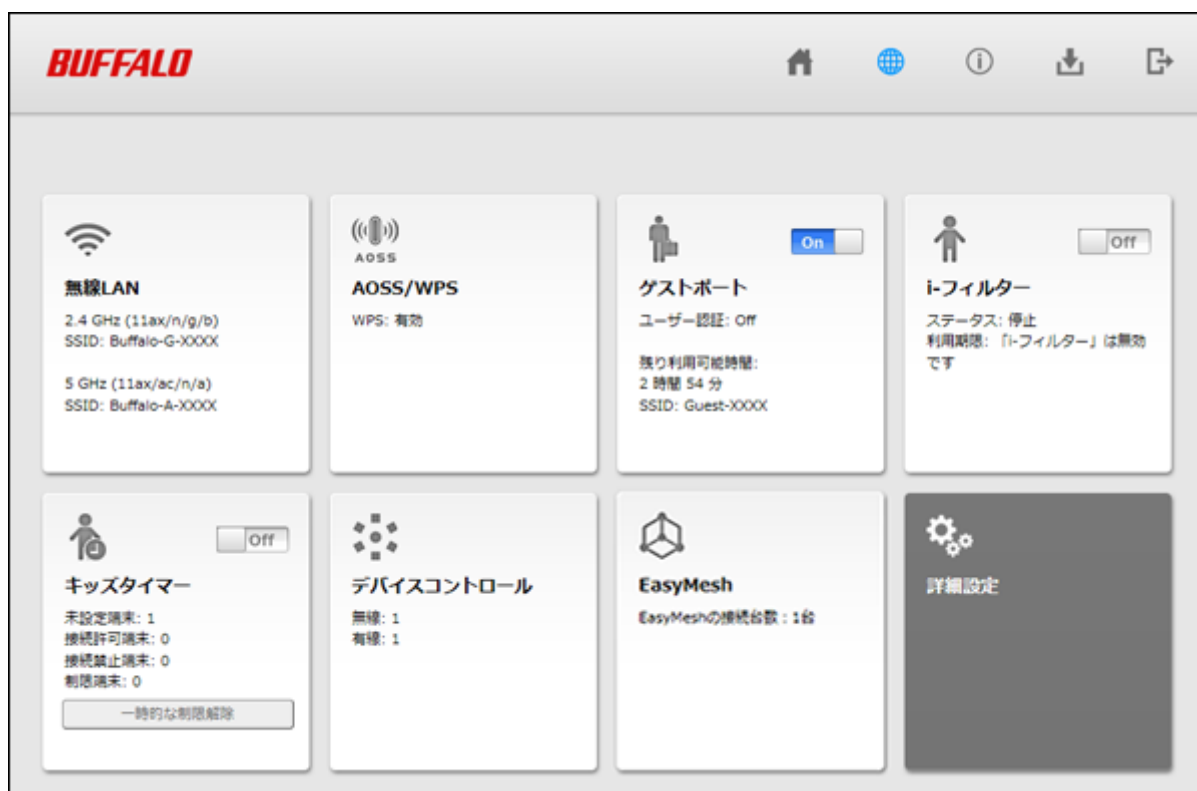 BUFFALO
無線LAN
2.4 GHz (11ax/n/g/b)
SSID: Buffalo-G-XXXX
5 GHz (11ax/ac/n/a)
SSID: Buffalo-A-XXXX
AOSS
AOSS/WPS
WPS: 有効
On
ゲストポート
ユーザー認証: Off
残り利用可能時間:
2 時間 54 分
SSID: Guest-XXXX
Off
i-フィルター
ステータス: 停止
利用期限: 「i-フィルター」は無効
です
Off
キッズタイマー
未設定端末: 1
接続許可端末: 0
接続禁止端末: 0
制限端末: 0
一時的な制限解除
デバイスコントロール
無線: 1
有線: 1
EasyMesh
EasyMeshの接続台数 : 1台
詳細設定